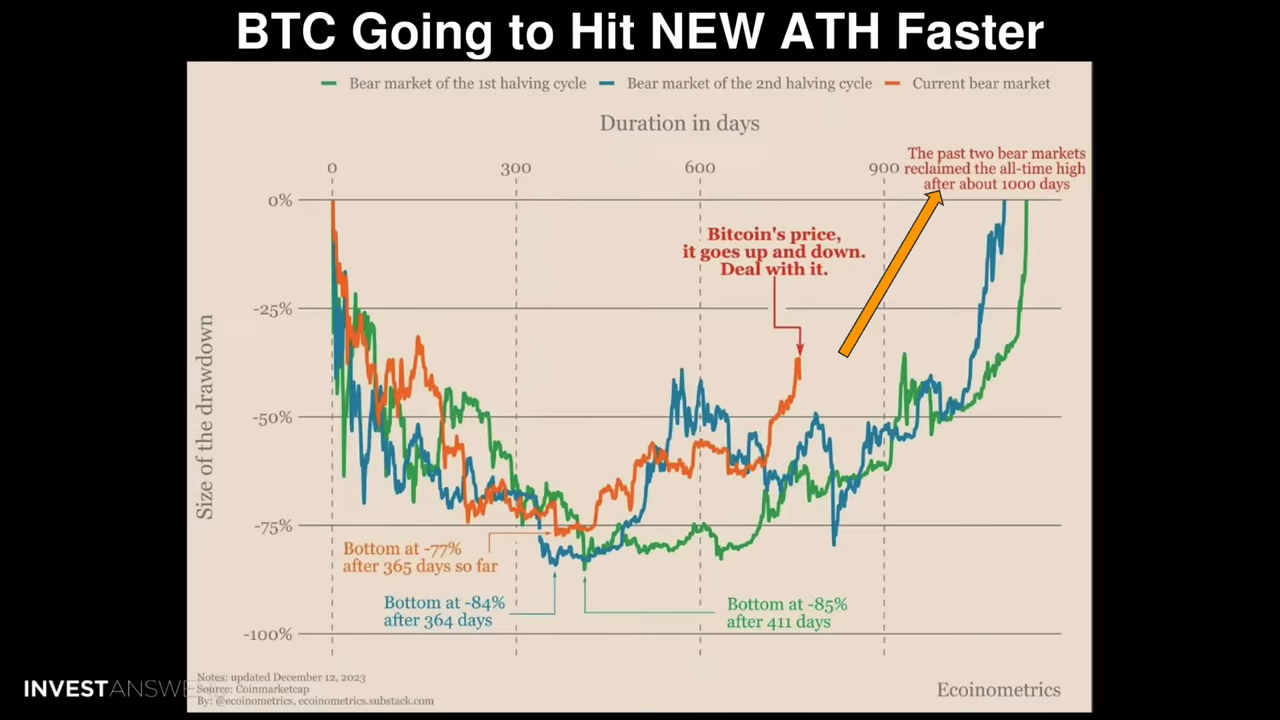 BTC Going to Hit NEW ATH Faster
Bear market of the 1st halving cycle
Bear market of the 2nd halving cycle
Current bear market
Duration in days
0
300
600
900
The past two bear markets
reclaimed the all-time high
after about 1000 days
0%
-25%
-50%
-75%
-100%
Size of the drawdown
Bitcoin's price,
it goes up and down.
Deal with it.
Bottom at -77%
after 365 days so far
Bottom at -84%
after 364 days
Bottom at -85%
after 411 days
Notes: updated December 12, 2023
Source: Coinmarketcap
By: @ecoinometrics, ecoinometrics.substack.com
Ecoinometrics